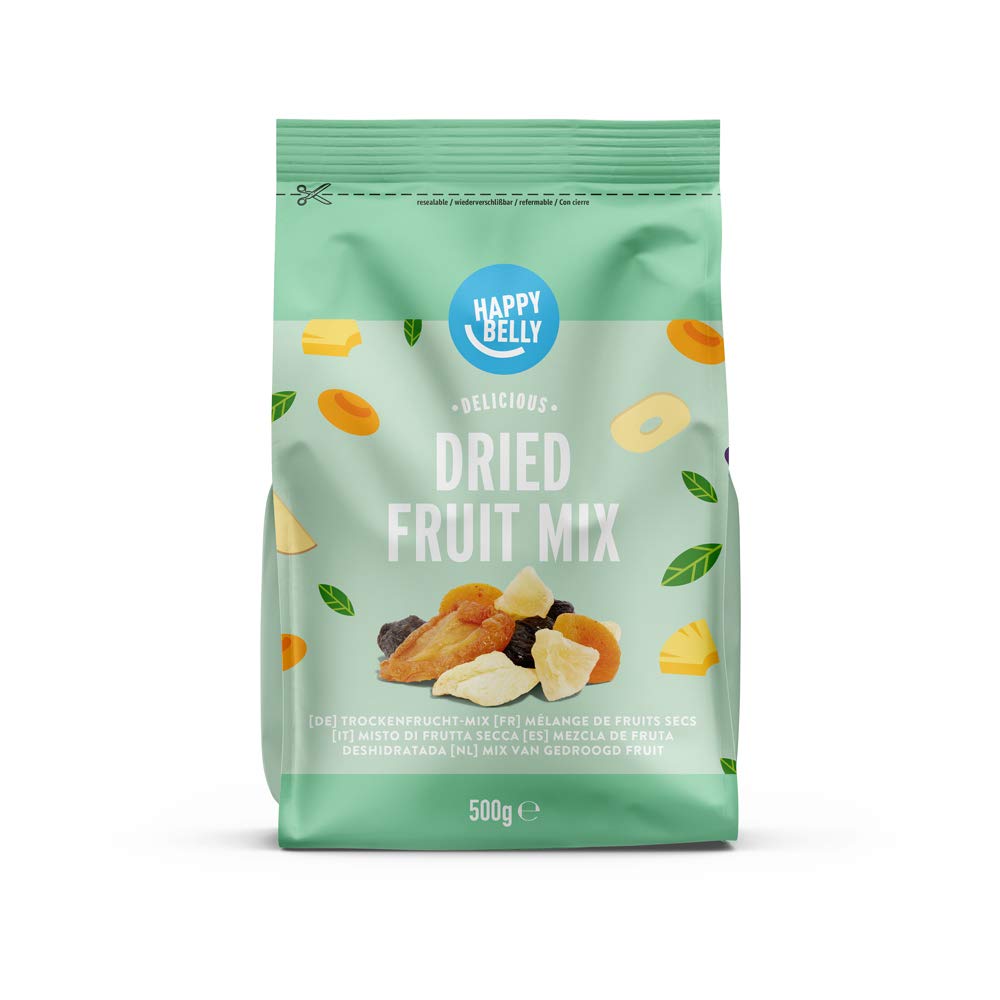 resealable / wiederverschlißbar / refermable / Con cierre
HAPPY
BELLY
•DELICIOUS•
DRIED
FRUIT MIX
[DE] TROCKENFRUCHT-MIX [FR] MÉLANGE DE FRUITS SECS
[IT] MISTO DI FRUTTA SECCA [ES] MEZCLA DE FRUTA
DESHIDRATADA [NL] MIX VAN GEDROOGD FRUIT
500g ℮